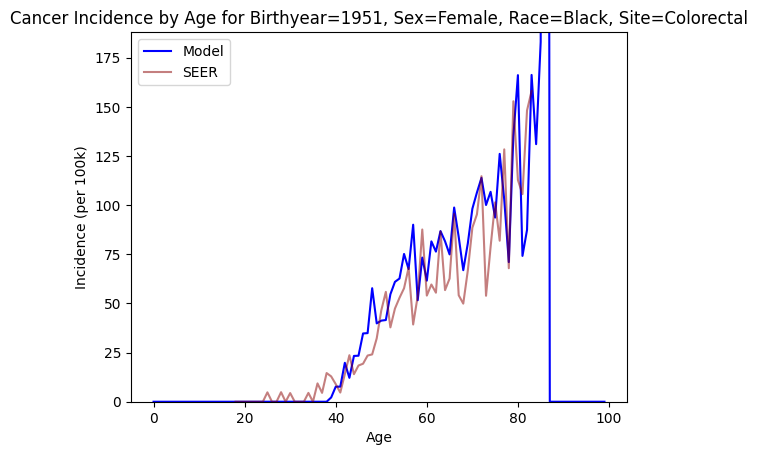 Cancer Incidence by Age for Birthyear=1951, Sex=Female, Race=Black, Site=Colorectal
Model
SEER
175
150
125
100
75
50
25
0
Incidence (per 100k)
0 20 40 60 80 100
Age